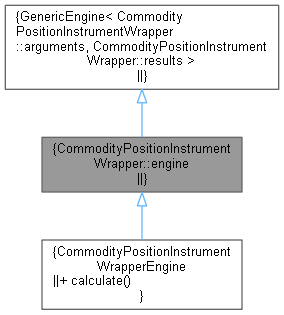 {GenericEngine< Commodity
PositionInstrumentWrapper
::arguments, CommodityPositionInstrument
Wrapper::results >
||}
{CommodityPositionInstrument
Wrapper::engine
||}
{CommodityPositionInstrument
WrapperEngine
||+ calculate()
}